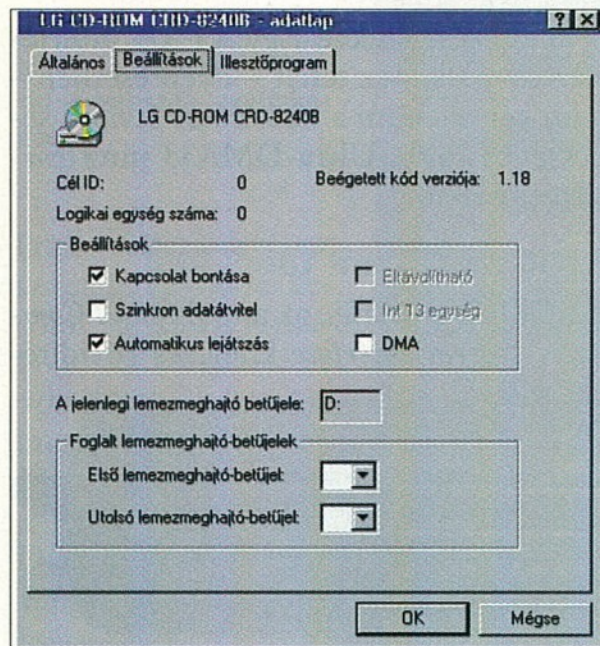 LG CD-ROM CRD-8240B - adatlap
Általános Beállítások Illesztőprogram
LG CD-ROM CRD-8240B
Cél ID: 0 Beégetett kód verziója: 1.18
Logikai egység száma: 0
Beállítások
Kapcsolat bontása Eltávolítható
Szinkron adatátvitel Int 13 egység
Automatikus lejátszás DMA
A jelenlegi lemezmeghajtó betűjele: D:
Foglalt lemezmeghajtó-betűjelek
Első lemezmeghajtó-betűjel:
Utolsó lemezmeghajtó-betűjel:
OK Mégse